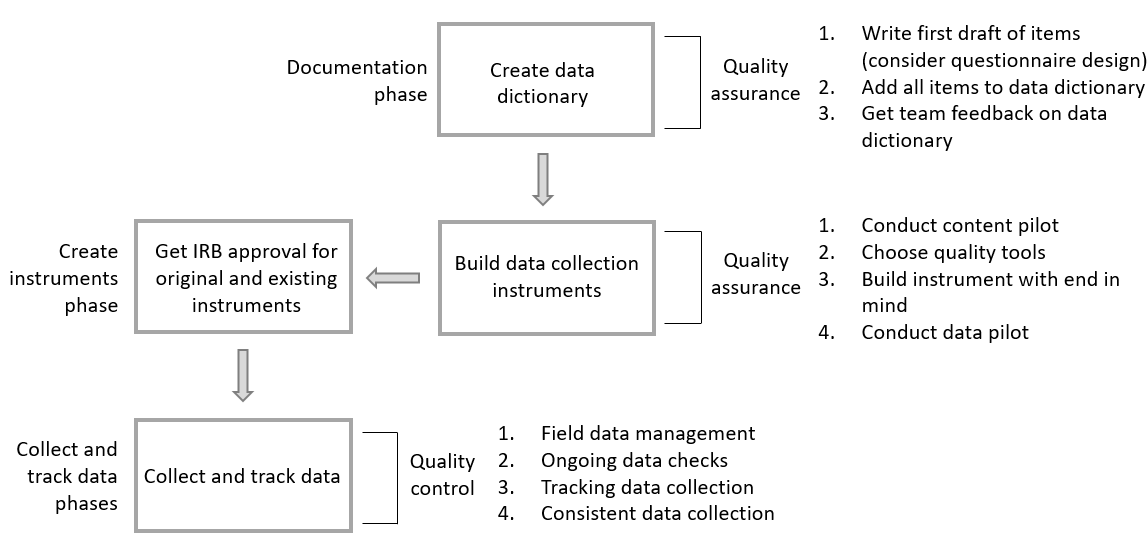 Documentation
phase
Create data
dictionary
Quality
assurance
1. Write first draft of items
(consider questionnaire design)
2. Add all items to data dictionary
3. Get team feedback on data
dictionary
Create
instruments
phase
Get IRB approval for
original and existing
instruments
Build data collection
instruments
Quality
assurance
1. Conduct content pilot
2. Choose quality tools
3. Build instrument with end in
mind
4. Conduct data pilot
Collect and
track data
phases
Collect and track data
Quality
control
1. Field data management
2. Ongoing data checks
3. Tracking data collection
4. Consistent data collection